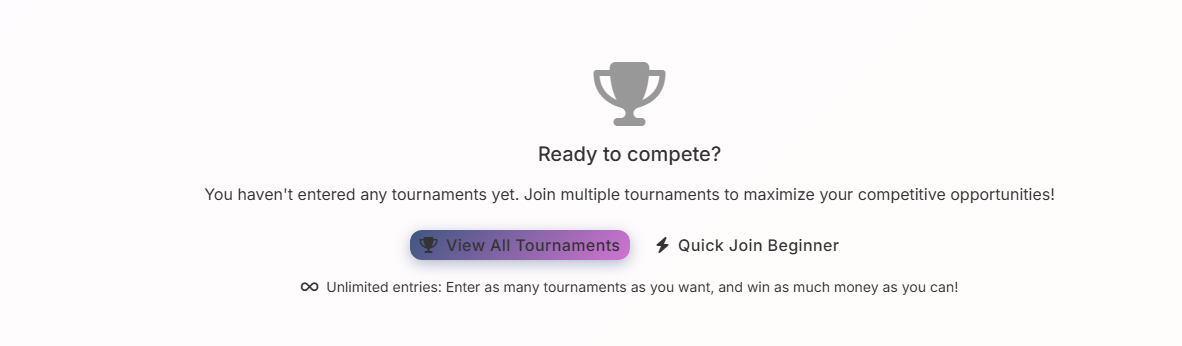 Ready to compete?
You haven't entered any tournaments yet. Join multiple tournaments to maximize your competitive opportunities!
View All Tournaments Quick Join Beginner
Unlimited entries: Enter as many tournaments as you want, and win as much money as you can!